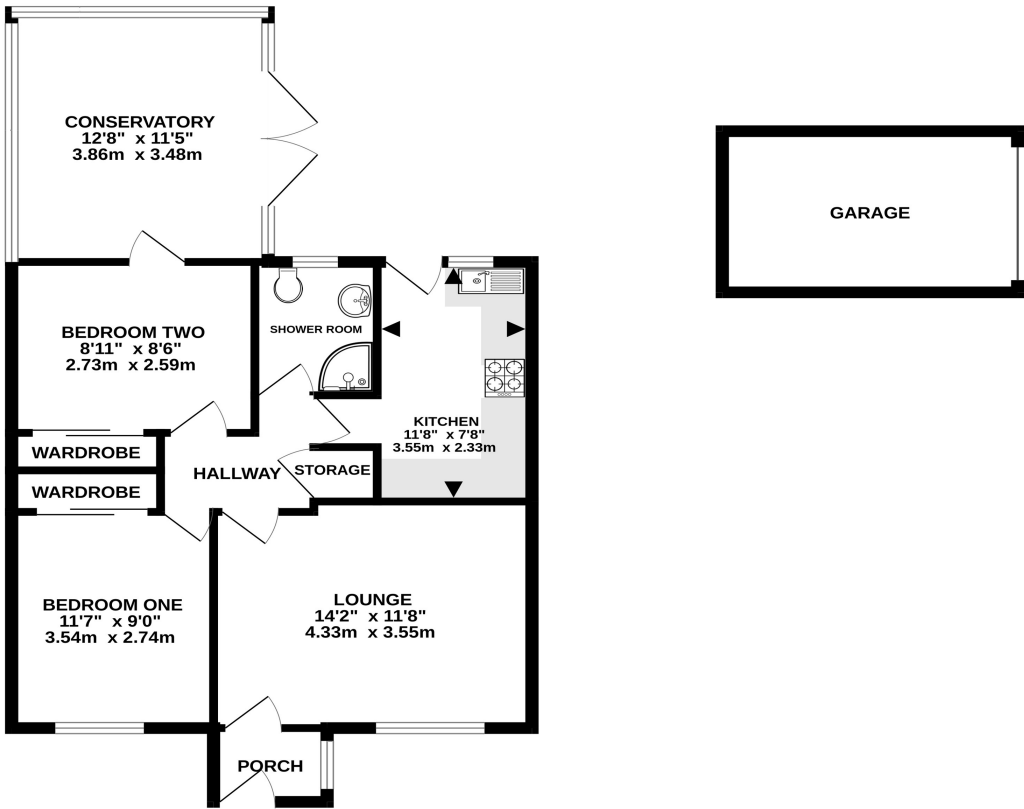 CONSERVATORY
12'8" x 11'5"
3.86m x 3.48m
GARAGE
BEDROOM TWO
8'11" x 8'6"
2.73m x 2.59m
SHOWER ROOM
KITCHEN
11'8" x 7'8"
3.55m x 2.33m
WARDROBE
HALLWAY
STORAGE
WARDROBE
BEDROOM ONE
11'7" x 9'0"
3.54m x 2.74m
LOUNGE
14'2" x 11'8"
4.33m x 3.55m
PORCH